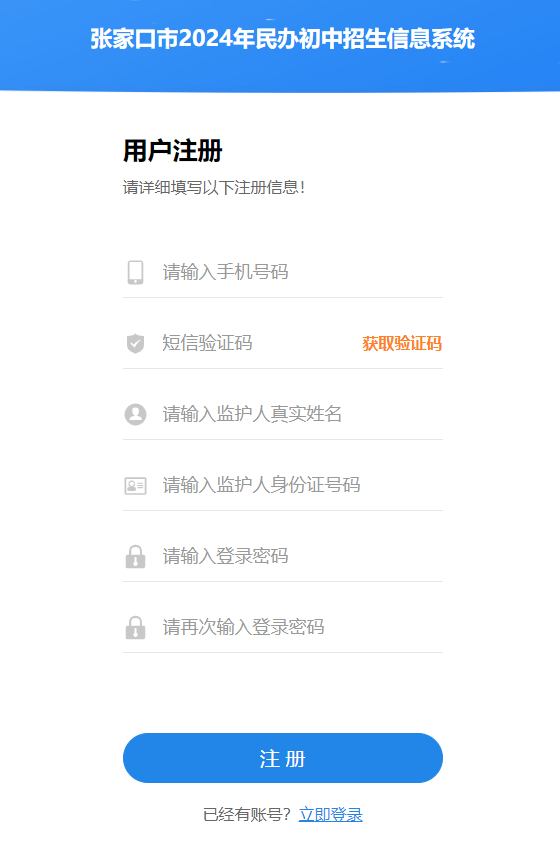 张家口市2024年民办初中招生信息系统
用户注册
请详细填写以下注册信息！
请输入手机号码
短信验证码 获取验证码
请输入监护人真实姓名
请输入监护人身份证号码
请输入登录密码
请再次输入登录密码
注 册
已经有账号？立即登录